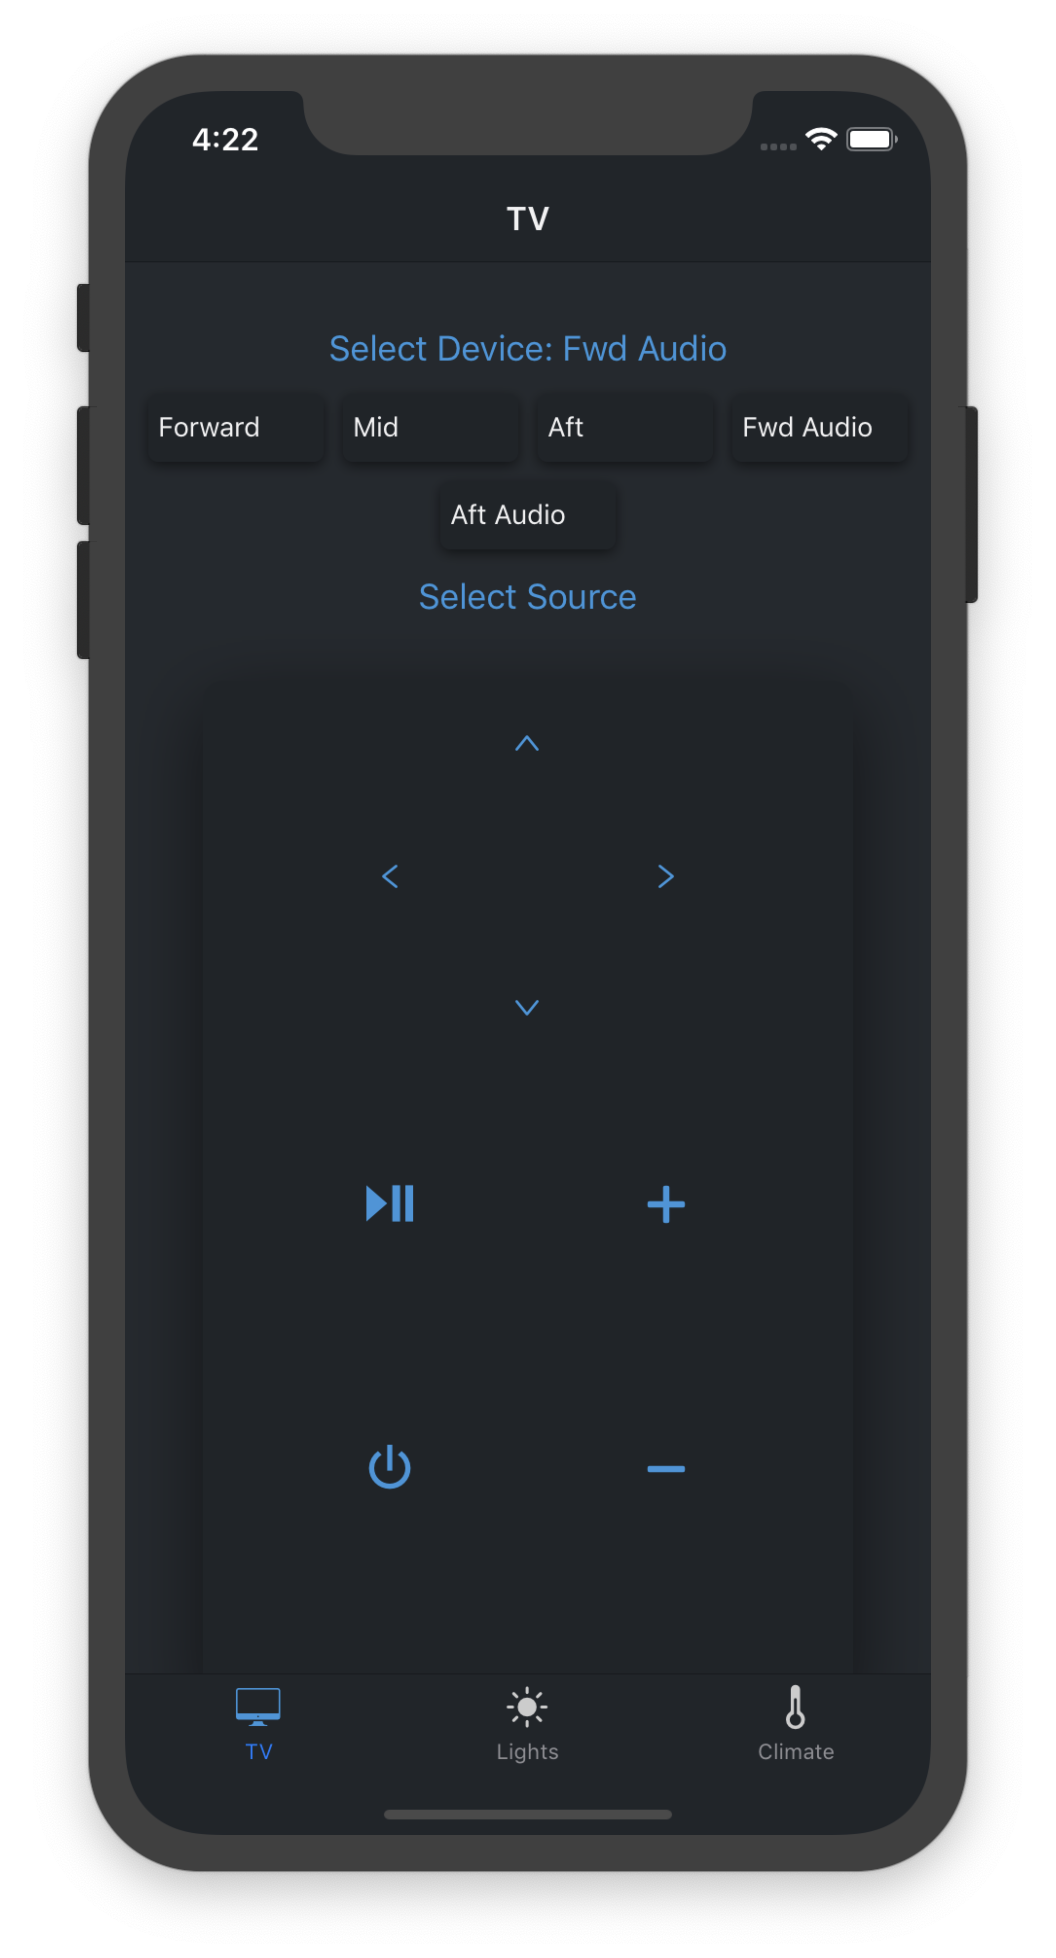 4:22
TV
Select Device: Fwd Audio
Forward Mid Aft Fwd Audio
Aft Audio
Select Source
TV Lights Climate